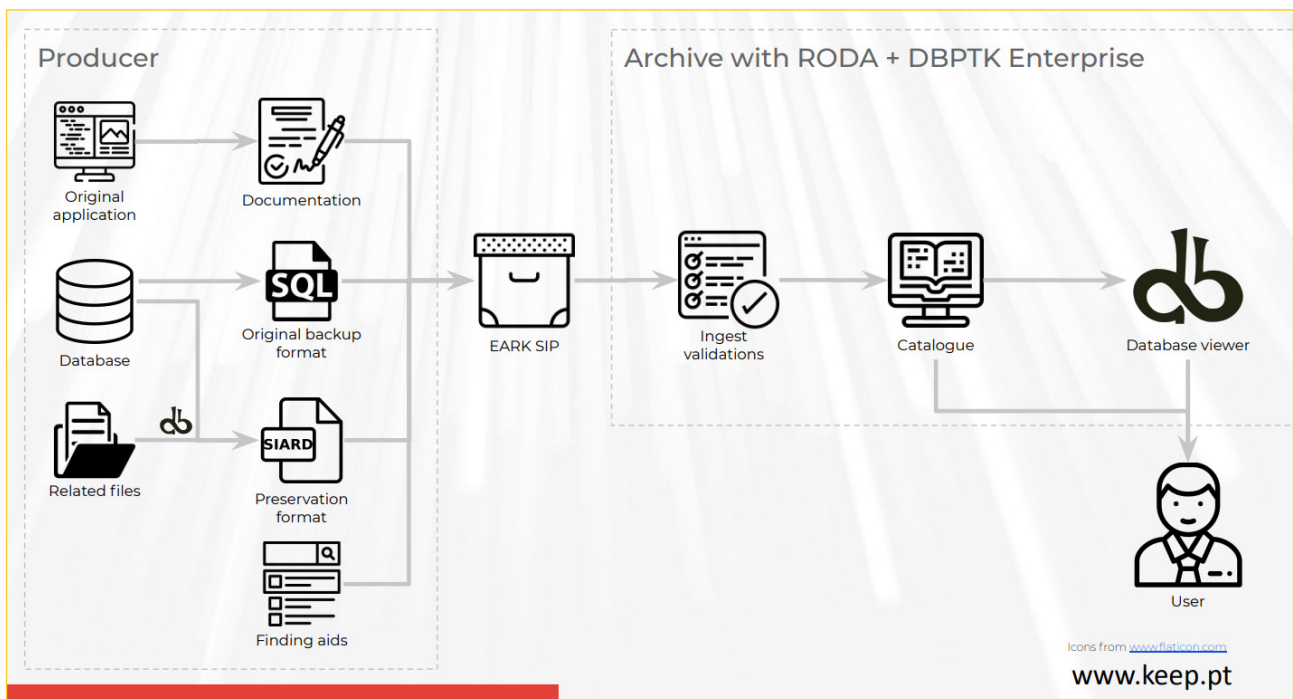 Producer
Archive with RODA + DBPTK Enterprise
Original
application
Documentation
Database
SQL
Original backup
format
Related files
SIARD
Preservation
format
Finding aids
EARK SIP
Ingest
validations
Catalogue
Database viewer
User
Icons from www.flaticon.com
www.keep.pt